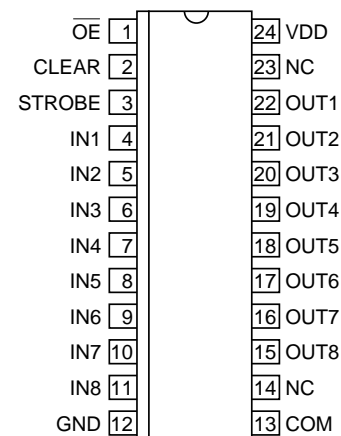 O̅E̅ 1 24 VDD
CLEAR 2 23 NC
STROBE 3 22 OUT1
IN1 4 21 OUT2
IN2 5 20 OUT3
IN3 6 19 OUT4
IN4 7 18 OUT5
IN5 8 17 OUT6
IN6 9 16 OUT7
IN7 10 15 OUT8
IN8 11 14 NC
GND 12 13 COM